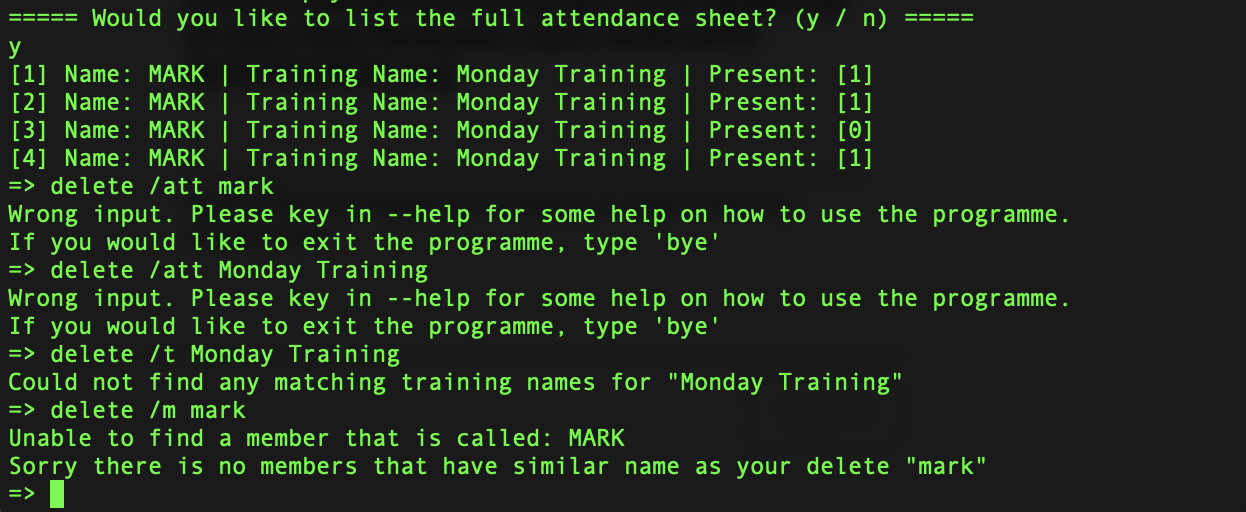 ===== Would you like to list the full attendance sheet? (y / n) =====
y
[1] Name: MARK | Training Name: Monday Training | Present: [1]
[2] Name: MARK | Training Name: Monday Training | Present: [1]
[3] Name: MARK | Training Name: Monday Training | Present: [0]
[4] Name: MARK | Training Name: Monday Training | Present: [1]
=> delete /att mark
Wrong input. Please key in --help for some help on how to use the programme.
If you would like to exit the programme, type 'bye'
=> delete /att Monday Training
Wrong input. Please key in --help for some help on how to use the programme.
If you would like to exit the programme, type 'bye'
=> delete /t Monday Training
Could not find any matching training names for "Monday Training"
=> delete /m mark
Unable to find a member that is called: MARK
Sorry there is no members that have similar name as your delete "mark"
=>